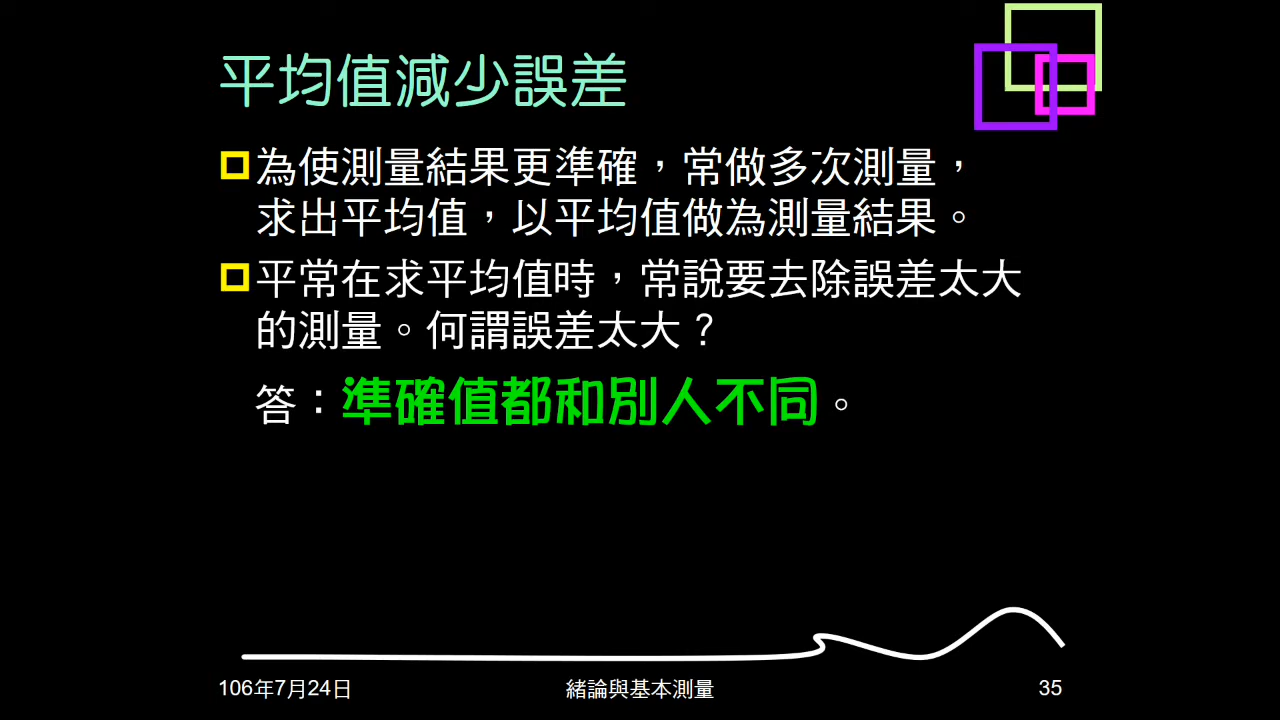 平均值減少誤差
為使測量結果更準確，常做多次測量，
求出平均值，以平均值做為測量結果。
平常在求平均值時，常說要去除誤差太大
的測量。何謂誤差太大？
答：準確值都和別人不同。
106年7月24日
緒論與基本測量
35